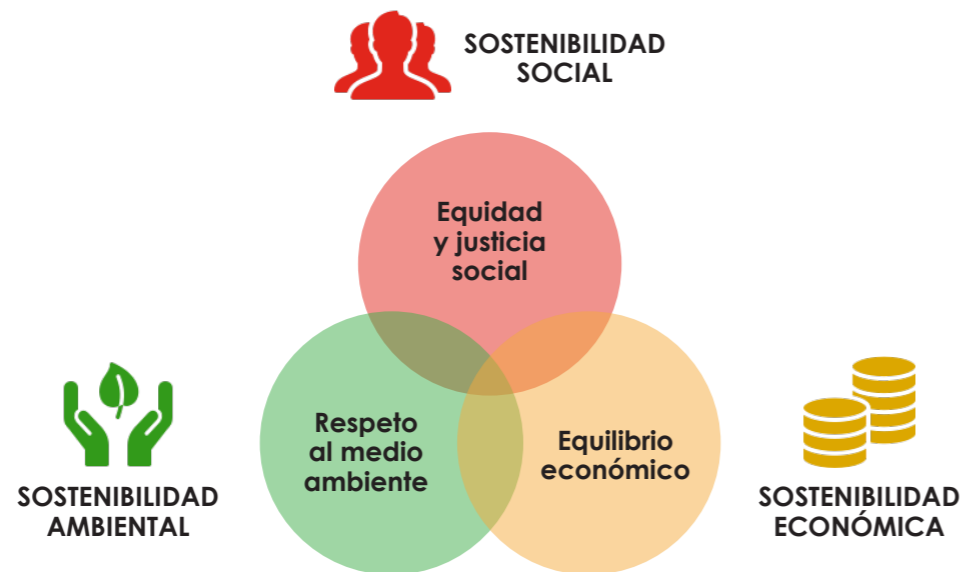 SOSTENIBILIDAD
SOCIAL
Equidad
y justicia
social
Respeto
al medio
ambiente
Equilibrio
económico
SOSTENIBILIDAD
AMBIENTAL
SOSTENIBILIDAD
ECONÓMICA